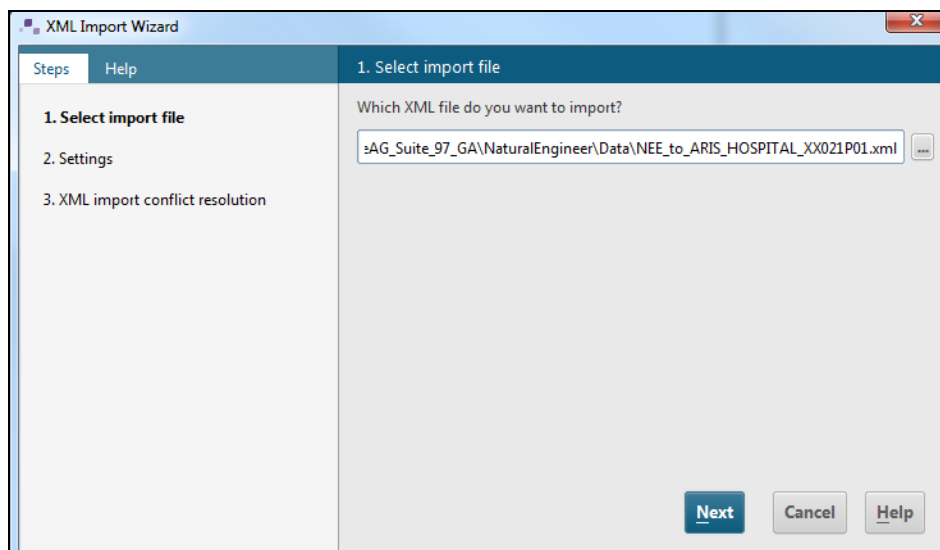 XML Import Wizard
x
Steps
Help
1. Select import file
2. Settings
3. XML import conflict resolution
1. Select import file
Which XML file do you want to import?
eAG_Suite_97_GA\NaturalEngineer\Data\NEE_to_ARIS_HOSPITAL_XX021P01.xml
...
Next
Cancel
Help